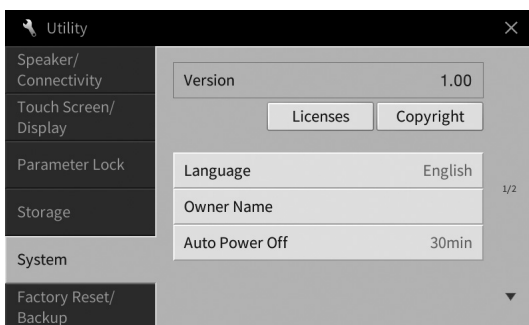 Utility
Speaker/
Connectivity
Touch Screen/
Display
Parameter Lock
Storage
System
Factory Reset/
Backup
Version 1.00
Licenses Copyright
Language English
Owner Name
Auto Power Off 30min
1/2